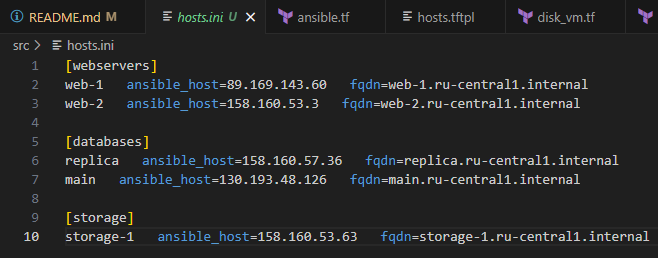 README.md M hosts.ini U ansible.tf hosts.tftpl disk_vm.tf
src > hosts.ini
1 [webservers]
2 web-1   ansible_host=89.169.143.60   fqdn=web-1.ru-central1.internal
3 web-2   ansible_host=158.160.53.3   fqdn=web-2.ru-central1.internal
4
5 [databases]
6 replica   ansible_host=158.160.57.36   fqdn=replica.ru-central1.internal
7 main   ansible_host=130.193.48.126   fqdn=main.ru-central1.internal
8
9 [storage]
10 storage-1   ansible_host=158.160.53.63   fqdn=storage-1.ru-central1.internal